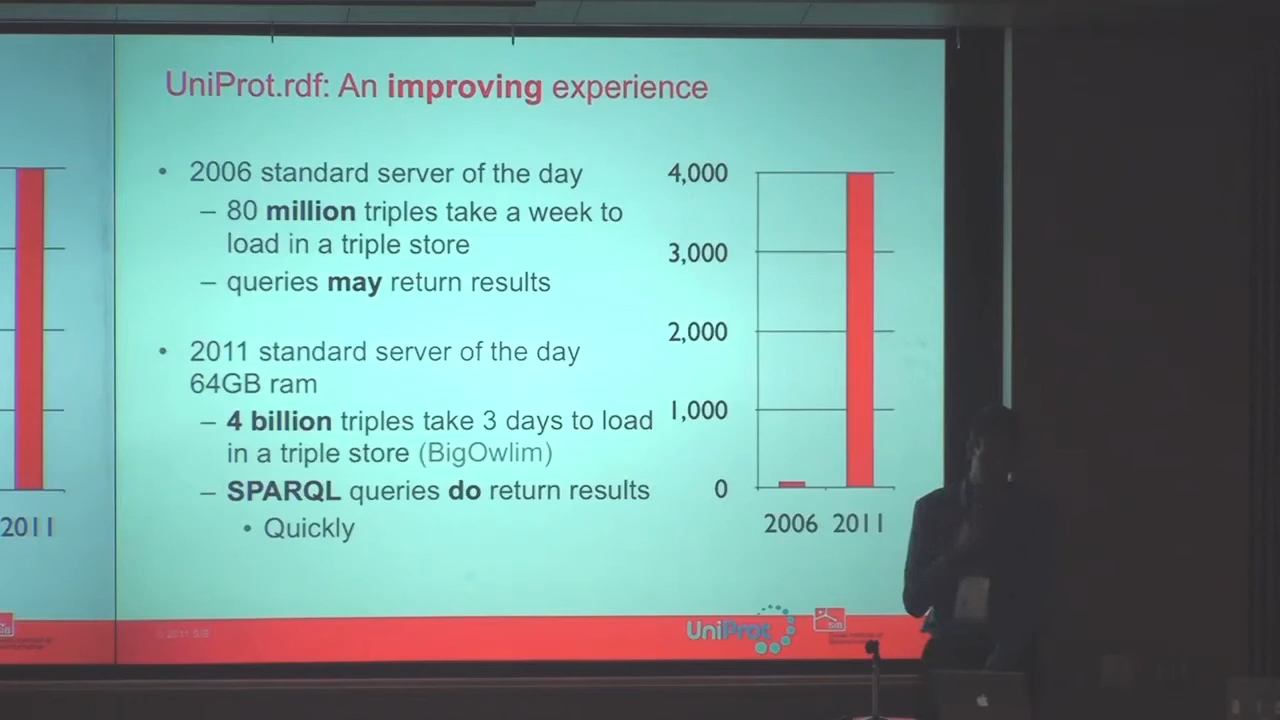 UniProt.rdf: An improving experience
• 2006 standard server of the day
– 80 million triples take a week to
load in a triple store
– queries may return results
• 2011 standard server of the day
64GB ram
– 4 billion triples take 3 days to load
in a triple store (BigOwlim)
– SPARQL queries do return results
• Quickly
4,000
3,000
2,000
1,000
0
2006 2011
2011
© 2011 SIB
UniProt
SIB